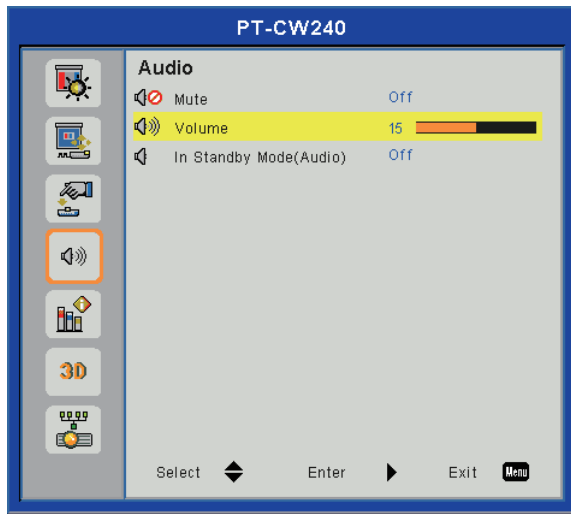 PT-CW240
Audio
Mute Off
Volume 15
In Standby Mode(Audio) Off
3D
Select Enter Exit Menu